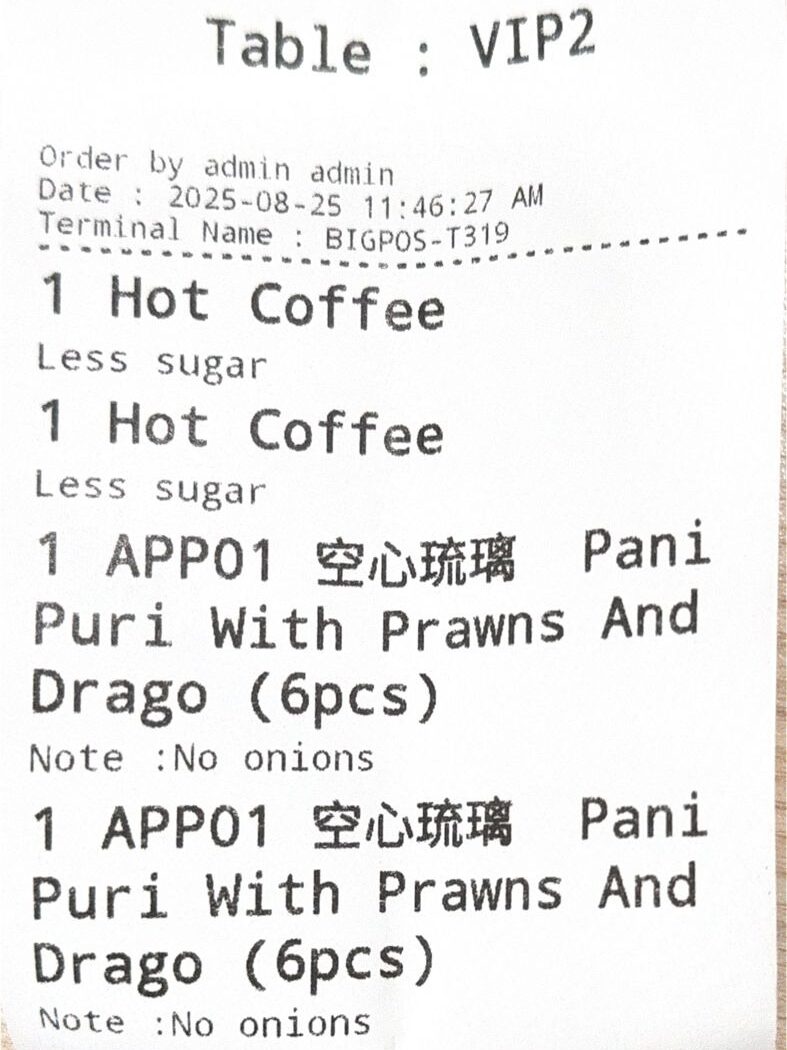 Table : VIP2
Order by admin admin
Date : 2025-08-25 11:46:27 AM
Terminal Name : BIGPOS-T319
1 Hot Coffee
Less sugar
1 Hot Coffee
Less sugar
1 APP01 空心琉璃 Pani
Puri With Prawns And
Drago (6pcs)
Note :No onions
1 APP01 空心琉璃 Pani
Puri With Prawns And
Drago (6pcs)
Note :No onions